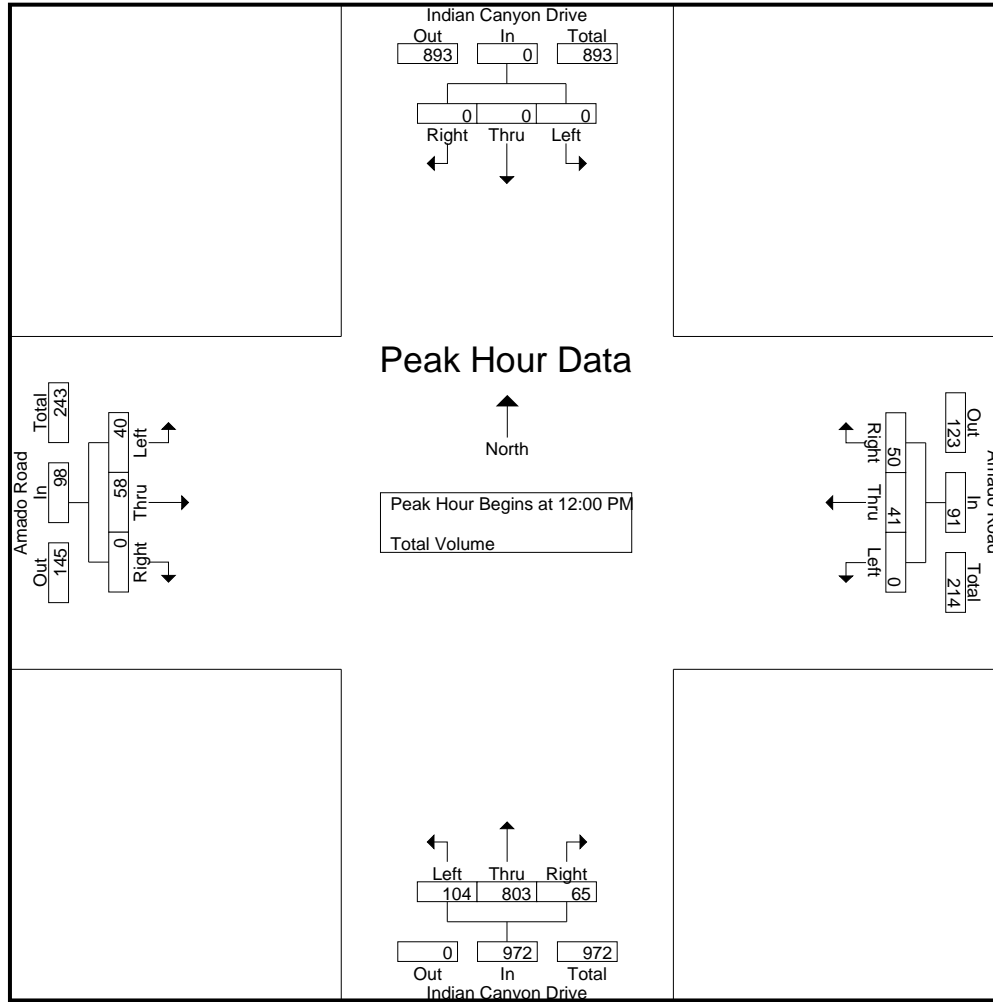 Indian Canyon Drive
Out In Total
893 0 893
0 0 0
Right Thru Left
Peak Hour Data
North
Peak Hour Begins at 12:00 PM
Total Volume
Amado Road
Out In Total
145 98 243
0 58 40
Right Thru Left
Amado Road
Out In Total
123 91 214
50 41 0
Right Thru Left
Left Thru Right
104 803 65
0 972 972
Out In Total
Indian Canyon Drive